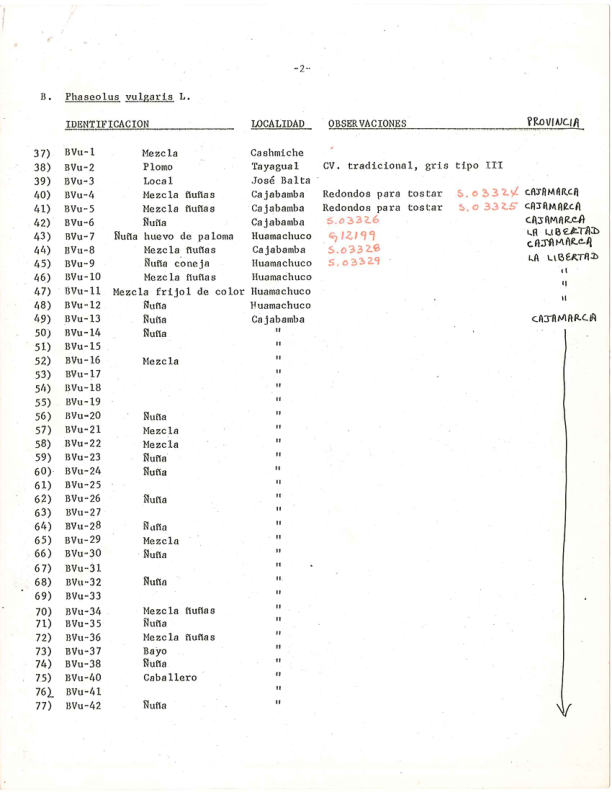 -2-
B. Phaseolus vulgaris L.
IDENTIFICACION LOCALIDAD OBSERVACIONES PROVINCIA
37) BVu-1 Mezcla Cashmiche
38) BVu-2 Plomo Tayagual CV. tradicional, gris tipo III
39) BVu-3 Local José Balta
40) BVu-4 Mezcla ñuñas Cajabamba Redondos para tostar S.03324 CAJAMARCA
41) BVu-5 Mezcla ñuñas Cajabamba Redondos para tostar S.03325 CAJAMARCA
42) BVu-6 Ñuña Cajabamba S.03326 CAJAMARCA
43) BVu-7 Ñuña huevo de paloma Huamachuco G12199 LA LIBERTAD
44) BVu-8 Mezcla ñuñas Cajabamba S.03328 CAJAMARCA
45) BVu-9 Ñuña coneja Huamachuco S.03329 LA LIBERTAD
46) BVu-10 Mezcla ñuñas Huamachuco "
47) BVu-11 Mezcla frijol de color Huamachuco "
48) BVu-12 Ñuña Huamachuco "
49) BVu-13 Ñuña Cajabamba CAJAMARCA
50) BVu-14 Ñuña "
51) BVu-15 "
52) BVu-16 Mezcla "
53) BVu-17 "
54) BVu-18 "
55) BVu-19 "
56) BVu-20 Ñuña "
57) BVu-21 Mezcla "
58) BVu-22 Mezcla "
59) BVu-23 Ñuña "
60) BVu-24 Ñuña "
61) BVu-25 "
62) BVu-26 Ñuña "
63) BVu-27 "
64) BVu-28 Ñuña "
65) BVu-29 Mezcla "
66) BVu-30 Ñuña "
67) BVu-31 "
68) BVu-32 Ñuña "
69) BVu-33 "
70) BVu-34 Mezcla ñuñas "
71) BVu-35 Ñuña "
72) BVu-36 Mezcla ñuñas "
73) BVu-37 Bayo "
74) BVu-38 Ñuña "
75) BVu-40 Caballero "
76) BVu-41 "
77) BVu-42 Ñuña "